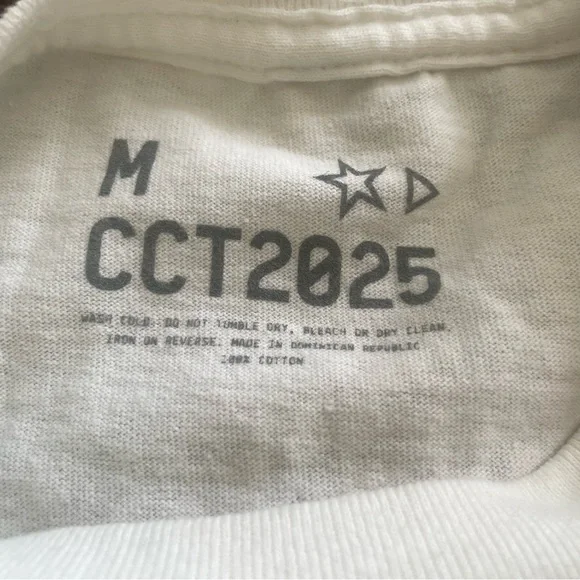 M
CCT2025
WASH COLD. DO NOT TUMBLE DRY, BLEACH OR DRY CLEAN.
IRON ON REVERSE. MADE IN DOMINICAN REPUBLIC
100% COTTON